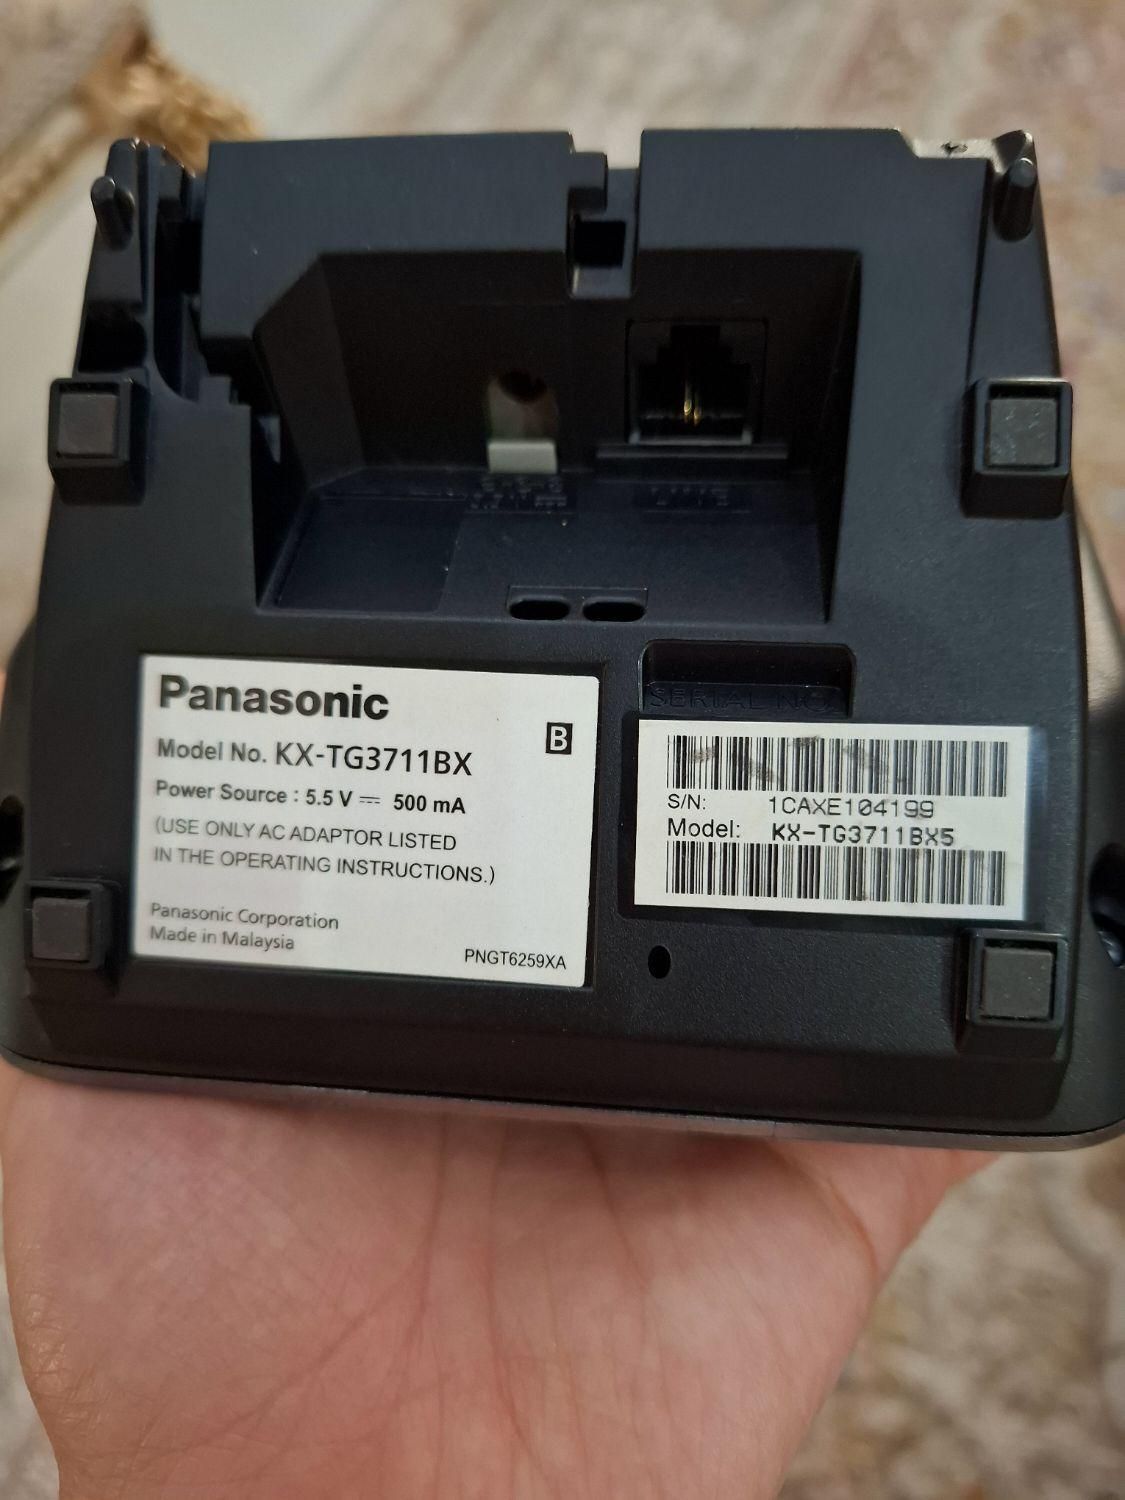 Panasonic
B
Model No. KX-TG3711BX
Power Source : 5.5 V ⎓ 500 mA
(USE ONLY AC ADAPTOR LISTED
IN THE OPERATING INSTRUCTIONS.)
Panasonic Corporation
Made in Malaysia
PNGT6259XA
SERIAL NO.
S/N: 1CAXE104199
Model: KX-TG3711BX5